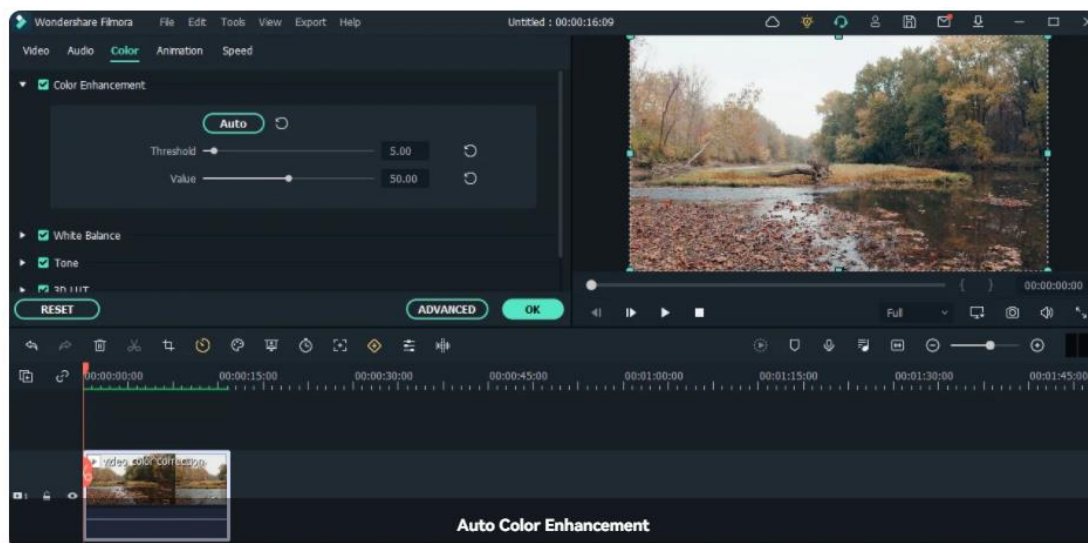 Wondershare Filmora File Edit Tools View Export Help Untitled : 00:00:16:09
Video Audio Color Animation Speed
Color Enhancement
Auto
Threshold 5.00
Value 50.00
White Balance
Tone
3D LUT
RESET ADVANCED OK
00:00:00:00
Full
00:00:00:00 00:00:15:00 00:00:30:00 00:00:45:00 00:01:00:00 00:01:15:00 00:01:30:00 00:01:45:00
video color correction
1
Auto Color Enhancement